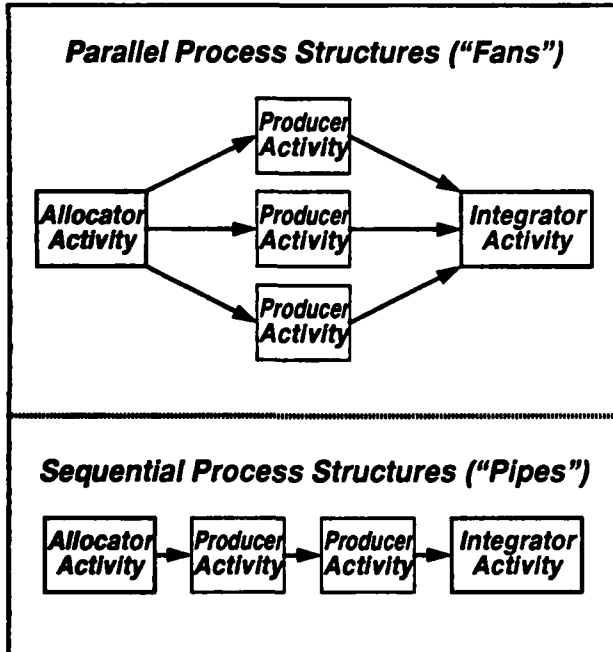 Parallel Process Structures ("Fans")
Producer
Activity
Allocator
Activity
Producer
Activity
Integrator
Activity
Producer
Activity
Sequential Process Structures ("Pipes")
Allocator
Activity
Producer
Activity
Producer
Activity
Integrator
Activity